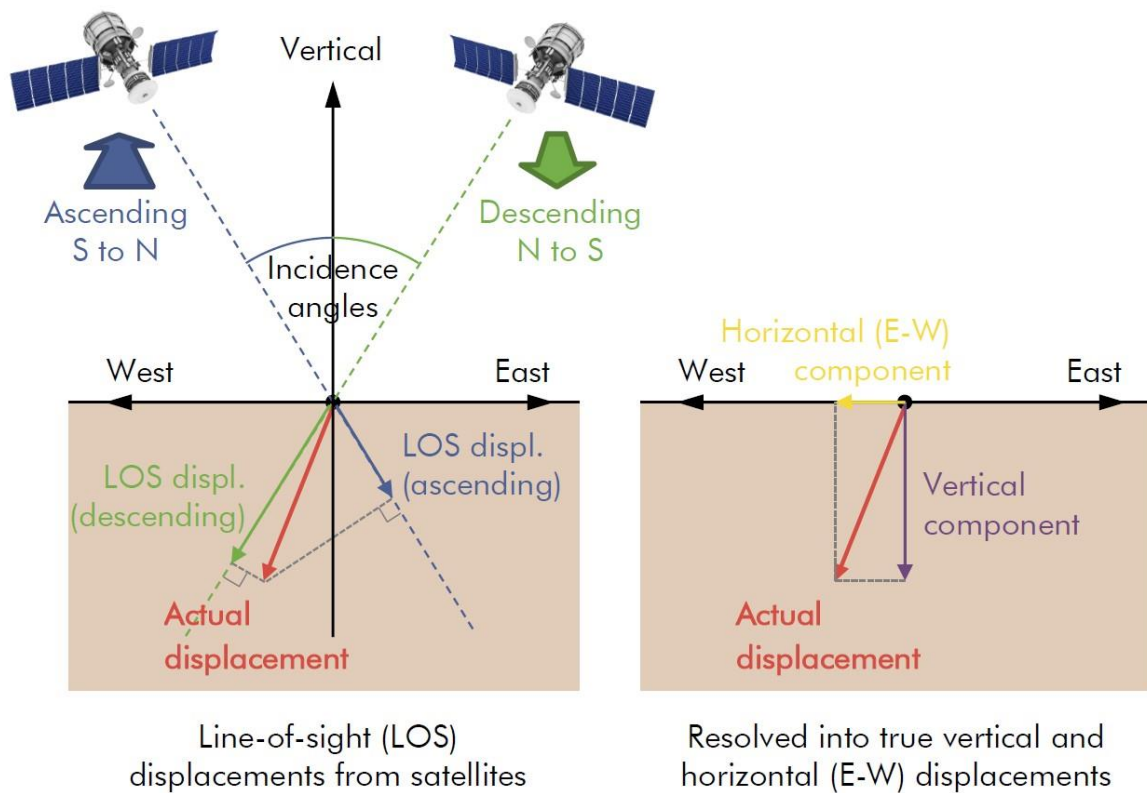 Vertical
Ascending
S to N
Descending
N to S
Incidence
angles
West
East
LOS displ.
(descending)
LOS displ.
(ascending)
Actual
displacement
Line-of-sight (LOS)
displacements from satellites
Horizontal (E-W)
component
West
East
Vertical
component
Actual
displacement
Resolved into true vertical and
horizontal (E-W) displacements